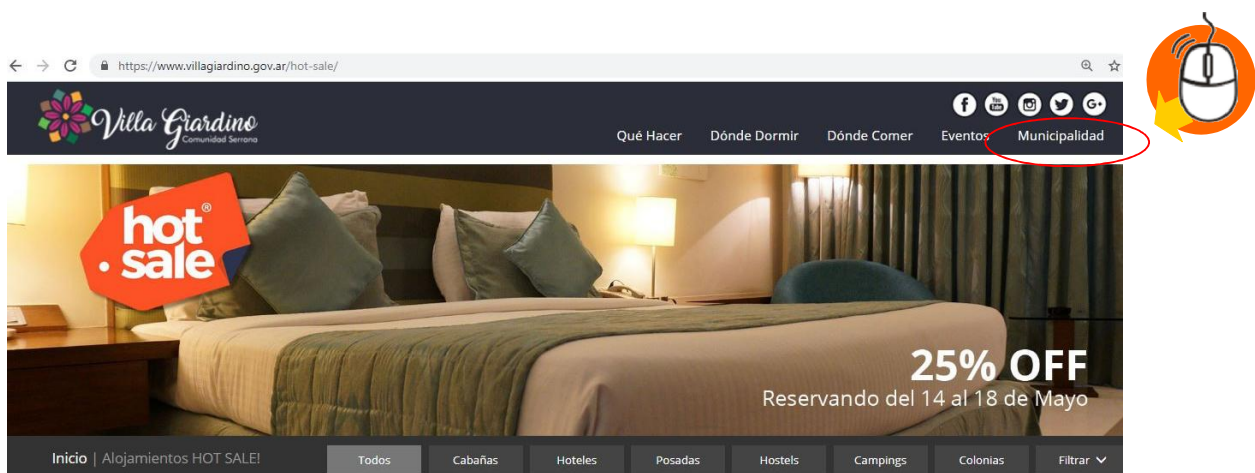 https://www.villagiardino.gov.ar/hot-sale/
Villa Giardino
Comunidad Serrana
You
Tube
G+
Qué Hacer Dónde Dormir Dónde Comer Eventos Municipalidad
hot®
sale
25% OFF
Reservando del 14 al 18 de Mayo
Inicio | Alojamientos HOT SALE! Todos Cabañas Hoteles Posadas Hostels Campings Colonias Filtrar